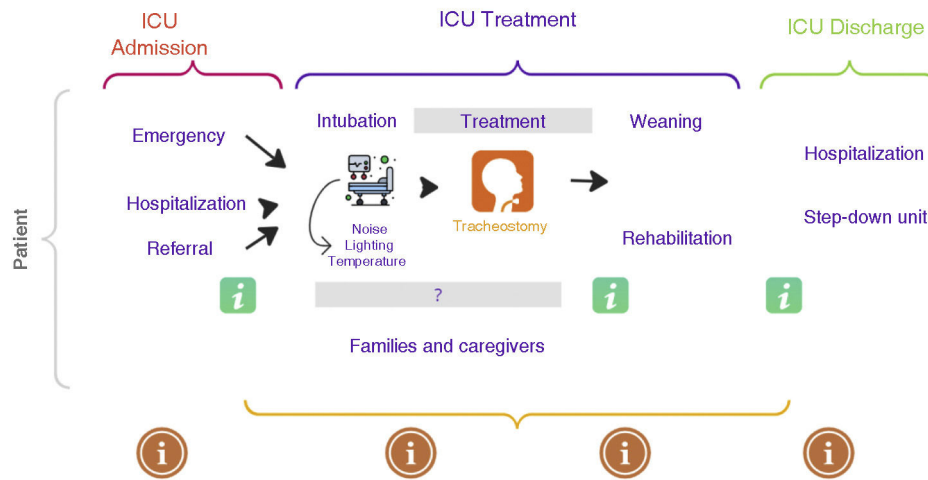 ICU
Admission
ICU Treatment
ICU Discharge
Patient
Emergency
Hospitalization
Referral
Intubation
Treatment
Weaning
Noise
Lighting
Temperature
Tracheostomy
Rehabilitation
Hospitalization
Step-down unit
i
?
i
i
Families and caregivers
i
i
i
i